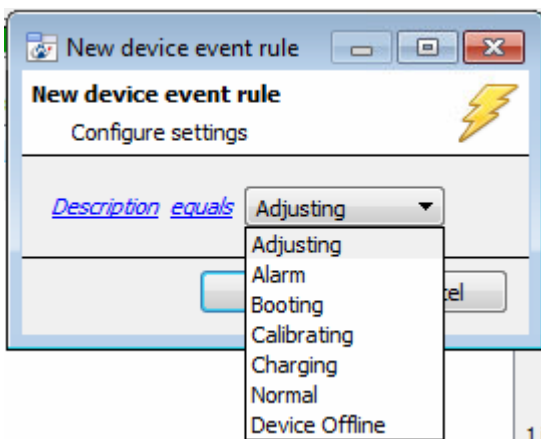 New device event rule
New device event rule
Configure settings
Description equals Adjusting
Adjusting
Alarm
Booting
Calibrating
Charging
Normal
Device Offline
1